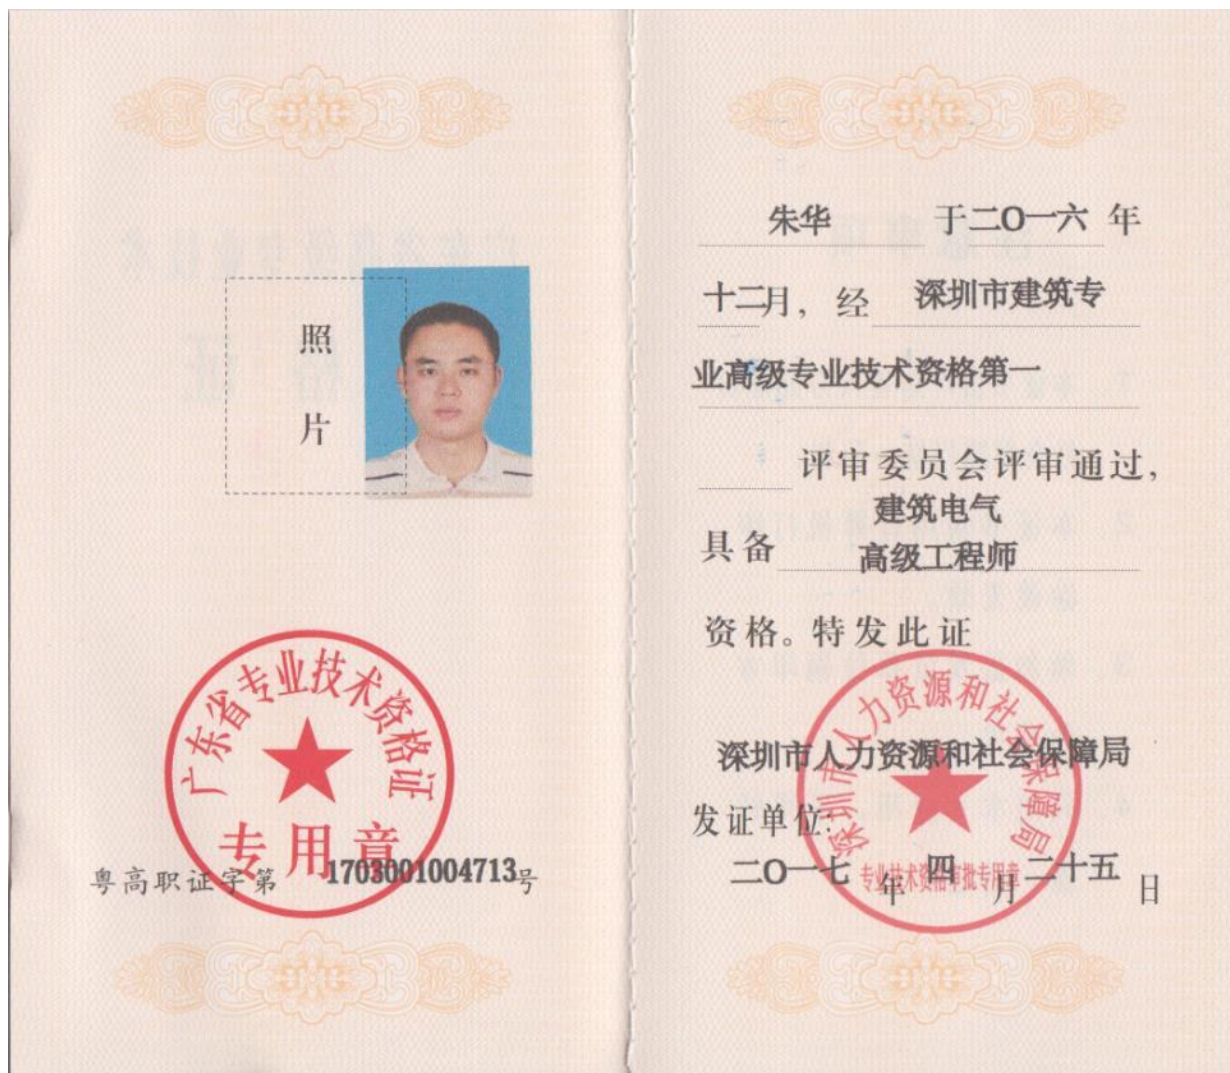 照
片
广东省专业技术资格证
专用章
粤高职证字第 1703001004713号
朱华 于二O一六 年
十二月，经 深圳市建筑专
业高级专业技术资格第一
评审委员会评审通过，
建筑电气
具备 高级工程师
资格。特发此证
深圳市人力资源和社会保障局
深圳市人力资源和社会保障局
发证单位:
专业技术资格审批专用章
二O一七 年 四 月 二十五 日